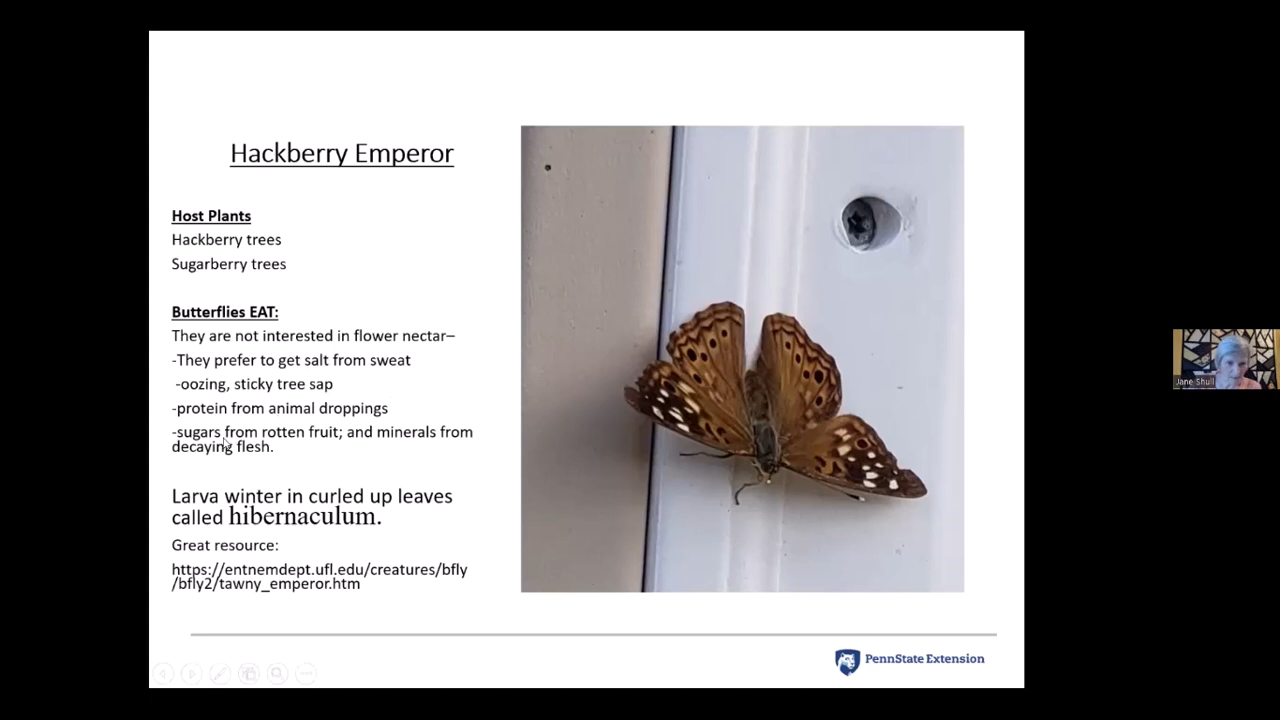 Hackberry Emperor
Host Plants
Hackberry trees
Sugarberry trees
Butterflies EAT:
They are not interested in flower nectar–
-They prefer to get salt from sweat
-oozing, sticky tree sap
-protein from animal droppings
-sugars from rotten fruit; and minerals from
decaying flesh.
Larva winter in curled up leaves
called hibernaculum.
Great resource:
https://entnemdept.ufl.edu/creatures/bfly
/bfly2/tawny_emperor.htm
PennState Extension
Jane Shull